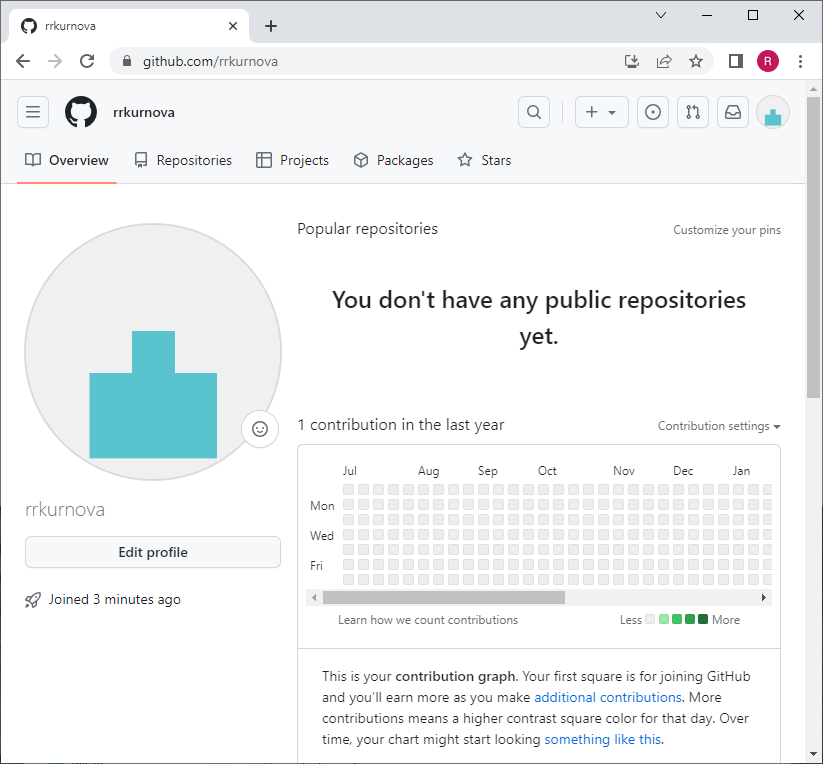 rrkurnova
github.com/rrkurnova
R
rrkurnova
Overview Repositories Projects Packages Stars
Popular repositories Customize your pins
You don't have any public repositories
yet.
1 contribution in the last year Contribution settings
Jul Aug Sep Oct Nov Dec Jan
Mon
Wed
Fri
Learn how we count contributions Less More
rrkurnova
Edit profile
Joined 3 minutes ago
This is your contribution graph. Your first square is for joining GitHub
and you'll earn more as you make additional contributions. More
contributions means a higher contrast square color for that day. Over
time, your chart might start looking something like this.